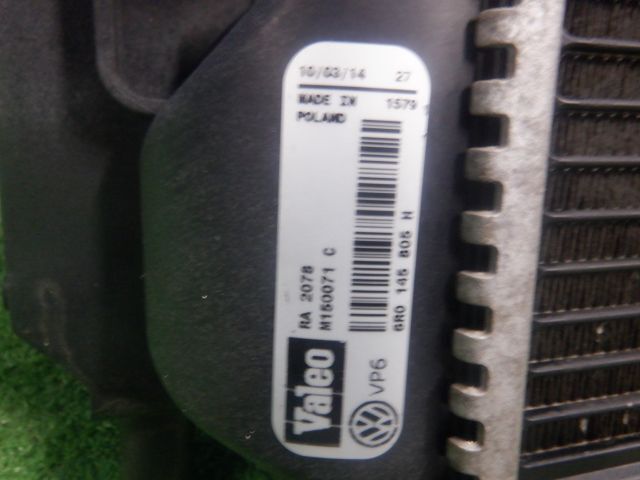 10/03/14 27
MADE IN 1579
POLAND
Valeo
RA 2078
M150071 C
VP6
6R0 145 805 H